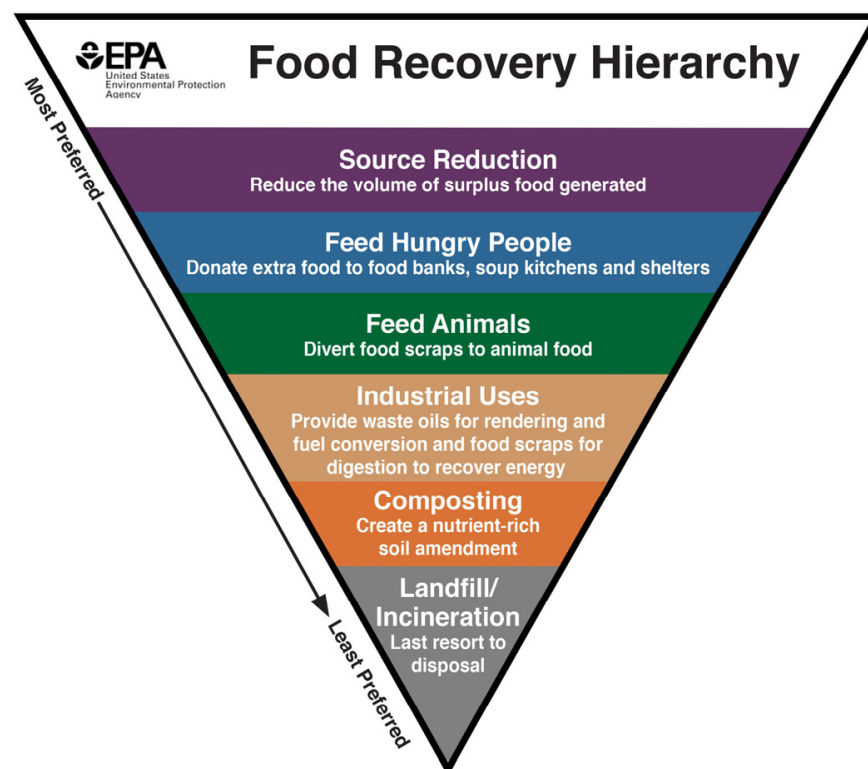 EPA
United States
Environmental Protection
Agency
Food Recovery Hierarchy
Most Preferred
Source Reduction
Reduce the volume of surplus food generated
Feed Hungry People
Donate extra food to food banks, soup kitchens and shelters
Feed Animals
Divert food scraps to animal food
Industrial Uses
Provide waste oils for rendering and
fuel conversion and food scraps for
digestion to recover energy
Composting
Create a nutrient-rich
soil amendment
Landfill/
Incineration
Last resort to
disposal
Least Preferred